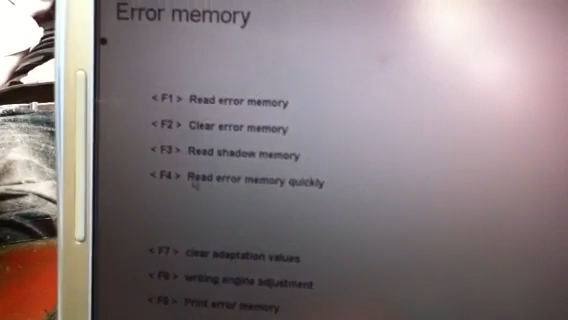 Error memory
< F1 > Read error memory
< F2 > Clear error memory
< F3 > Read shadow memory
< F4 > Read error memory quickly
< F7 > clear adaptation values
< F8 > writing engine adjustment
< F9 > Print error memory